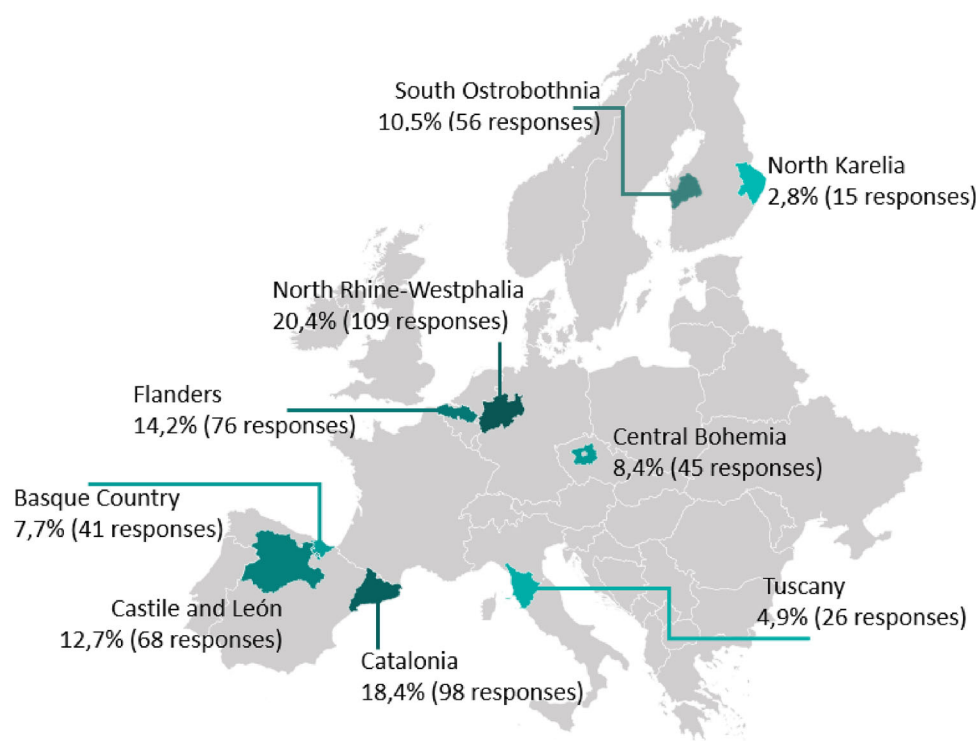 South Ostrobothnia
10,5% (56 responses)
North Karelia
2,8% (15 responses)
North Rhine-Westphalia
20,4% (109 responses)
Flanders
14,2% (76 responses)
Central Bohemia
8,4% (45 responses)
Basque Country
7,7% (41 responses)
Castile and León
12,7% (68 responses)
Tuscany
4,9% (26 responses)
Catalonia
18,4% (98 responses)